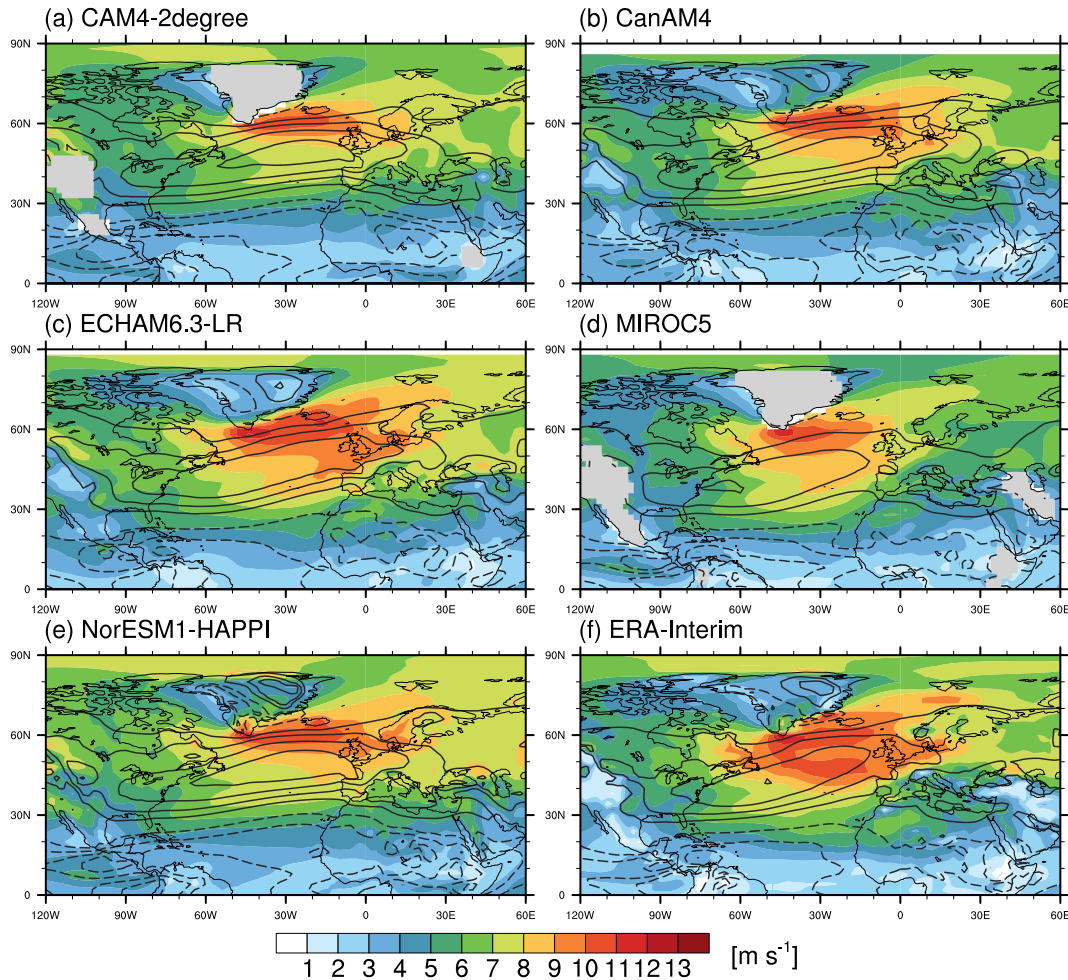 (a) CAM4-2degree
(b) CanAM4
90N
60N
30N
0
120W 90W 60W 30W 0 30E 60E
90N
60N
30N
0
120W 90W 60W 30W 0 30E 60E
(c) ECHAM6.3-LR
(d) MIROC5
90N
60N
30N
0
120W 90W 60W 30W 0 30E 60E
90N
60N
30N
0
120W 90W 60W 30W 0 30E 60E
(e) NorESM1-HAPPI
(f) ERA-Interim
90N
60N
30N
0
120W 90W 60W 30W 0 30E 60E
90N
60N
30N
0
120W 90W 60W 30W 0 30E 60E
1 2 3 4 5 6 7 8 9 10 11 12 13 [m s⁻¹]